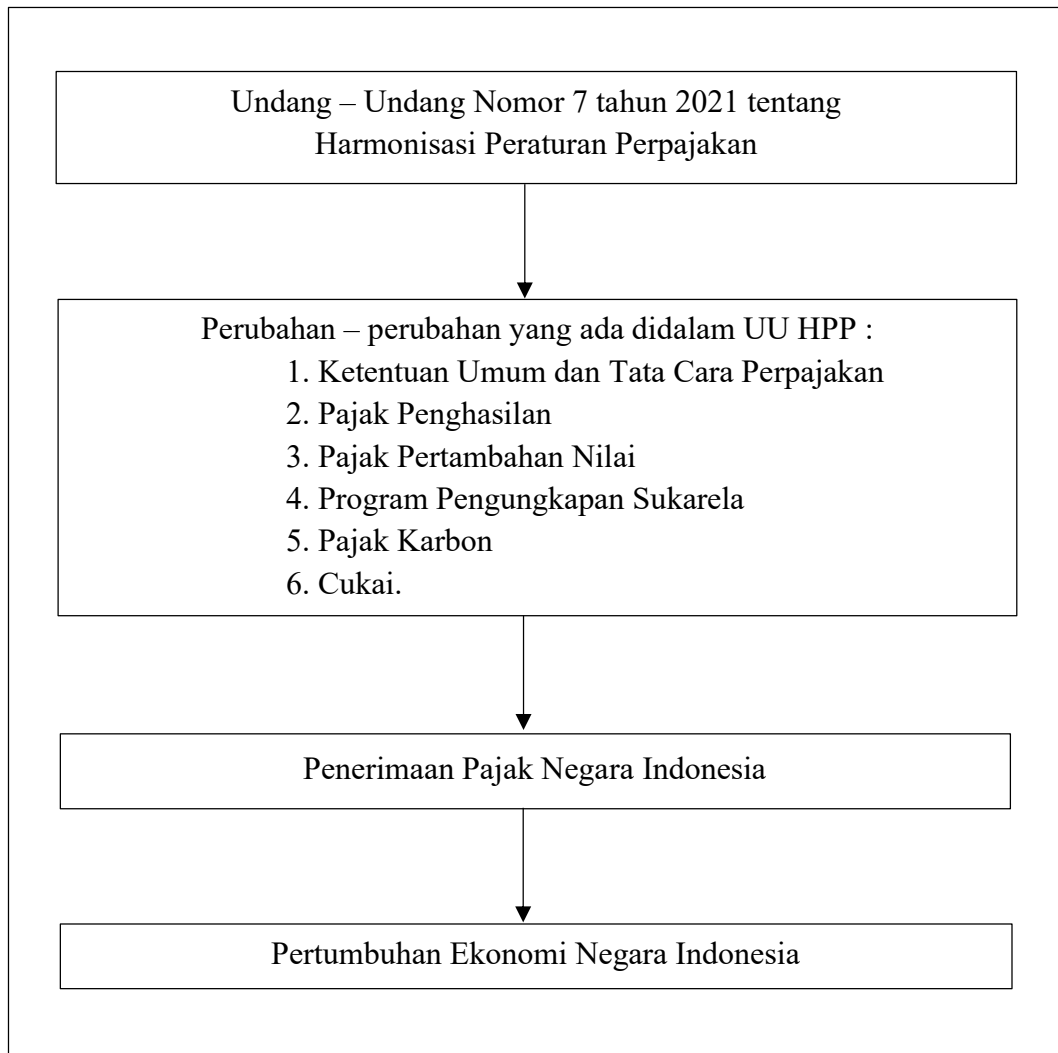 Undang – Undang Nomor 7 tahun 2021 tentang
Harmonisasi Peraturan Perpajakan
Perubahan – perubahan yang ada didalam UU HPP :
1. Ketentuan Umum dan Tata Cara Perpajakan
2. Pajak Penghasilan
3. Pajak Pertambahan Nilai
4. Program Pengungkapan Sukarela
5. Pajak Karbon
6. Cukai.
Penerimaan Pajak Negara Indonesia
Pertumbuhan Ekonomi Negara Indonesia